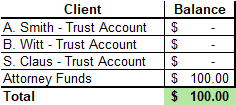 Client Balance
A. Smith - Trust Account $ -
B. Witt - Trust Account $ -
S. Claus - Trust Account $ -
Attorney Funds $ 100.00
Total $ 100.00